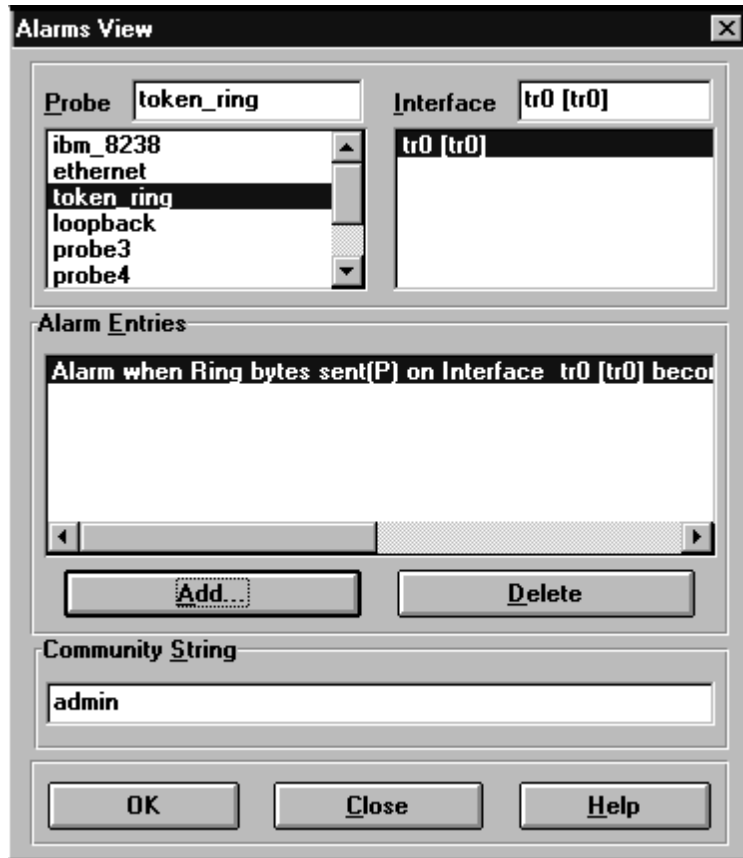 Alarms View
Probe token_ring
ibm_8238
ethernet
token_ring
loopback
probe3
probe4
Interface tr0 [tr0]
tr0 [tr0]
Alarm Entries
Alarm when Ring bytes sent(P) on Interface tr0 [tr0]
Add...
Delete
Community String
admin
OK
Close
Help